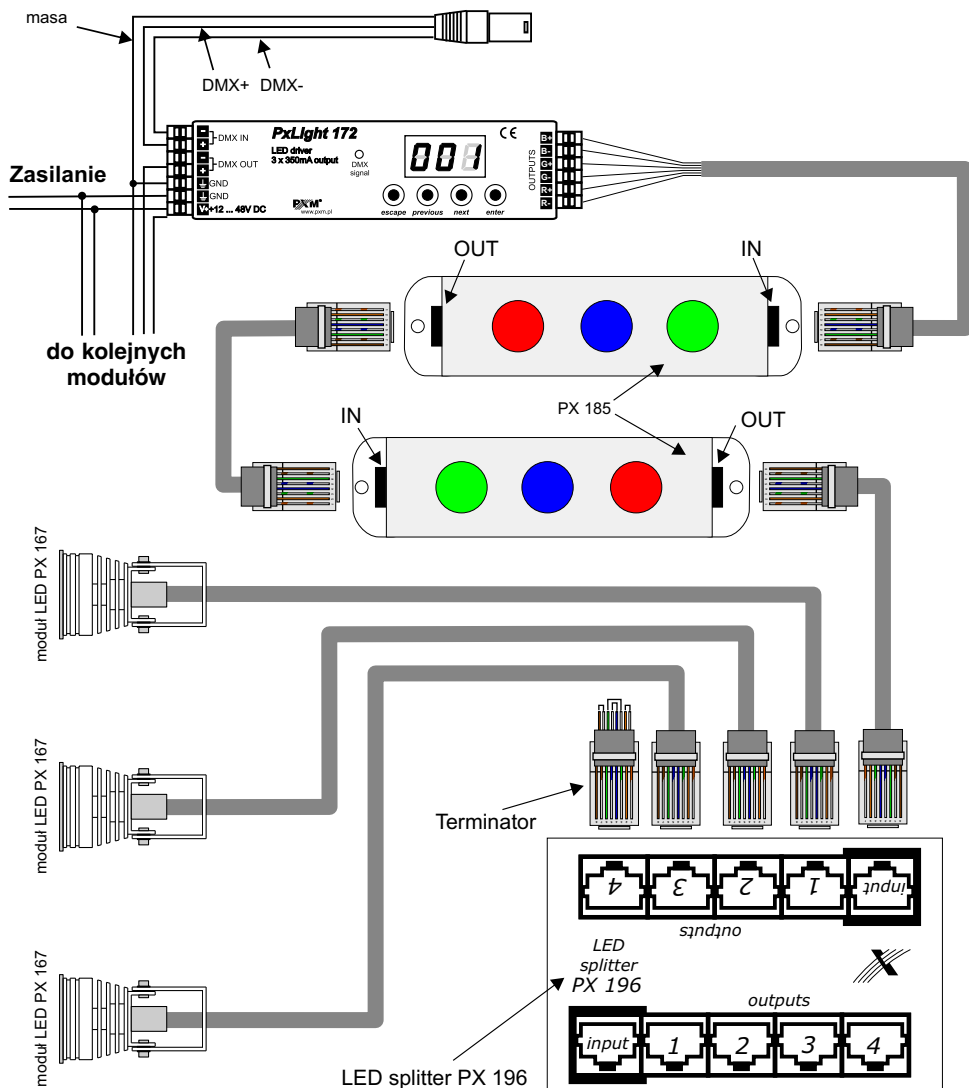 masa
DMX+ DMX-
PxLight 172
LED driver
3 x 350mA output
DMX
signal
001
CE
- DMX IN
+
- DMX OUT
+
GND
GND
V+ +12 ... 48V DC
PXM
www.pxm.pl
escape previous next enter
OUTPUTS
B+
B-
G+
G-
R+
R-
Zasilanie
do kolejnych
modułów
OUT
IN
PX 185
IN
OUT
moduł LED PX 167
moduł LED PX 167
moduł LED PX 167
Terminator
4 3 2 1 input
outputs
LED
splitter
PX 196
outputs
input 1 2 3 4
LED splitter PX 196